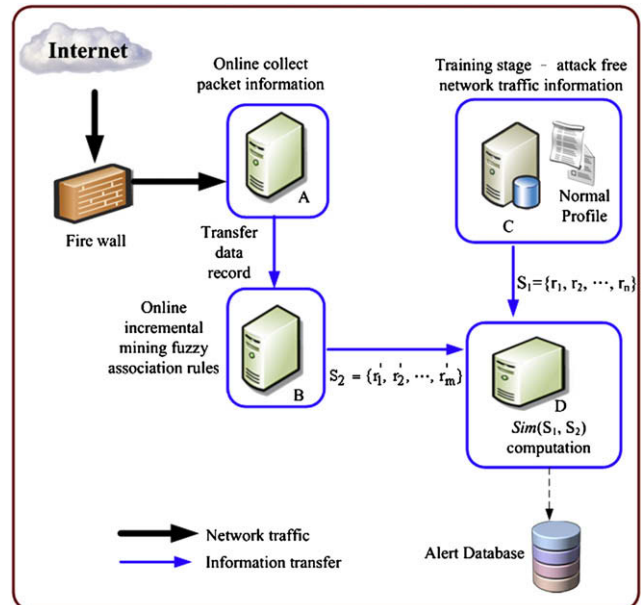 Internet
Online collect
packet information
Training stage - attack free
network traffic information
A
Fire wall
C
Normal
Profile
Transfer
data
record
S₁={r₁, r₂, ⋯, rₙ}
Online
incremental
mining fuzzy
association rules
B
S₂ = {r'₁, r'₂, ⋯, r'ₘ}
D
Sim(S₁, S₂)
computation
Network traffic
Information transfer
Alert Database